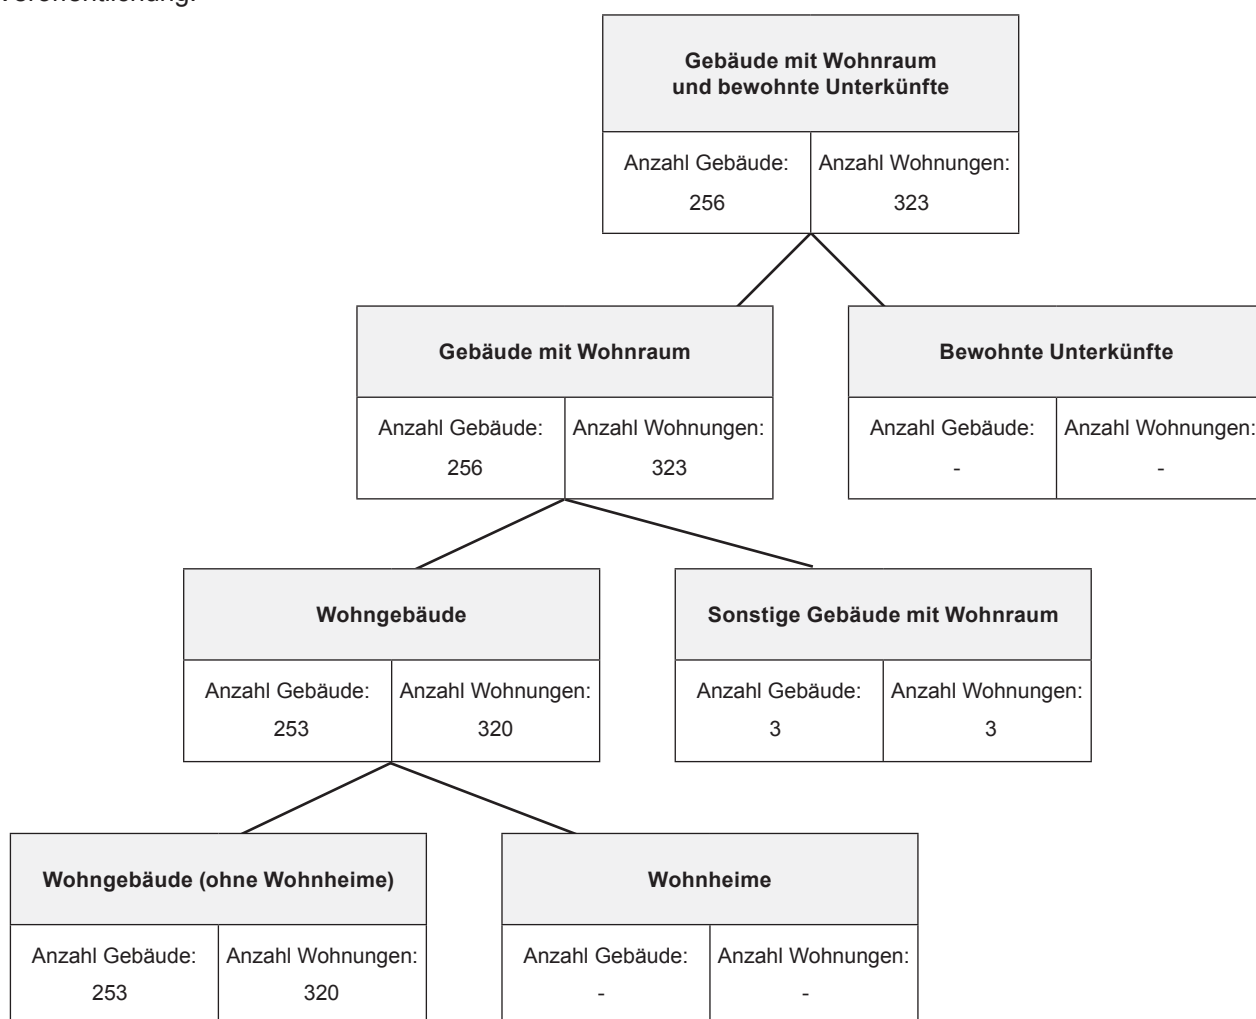 Gebäude mit Wohnraum
und bewohnte Unterkünfte
Anzahl Gebäude: Anzahl Wohnungen:
256 323
Gebäude mit Wohnraum
Anzahl Gebäude: Anzahl Wohnungen:
256 323
Bewohnte Unterkünfte
Anzahl Gebäude: Anzahl Wohnungen:
- -
Wohngebäude
Anzahl Gebäude: Anzahl Wohnungen:
253 320
Sonstige Gebäude mit Wohnraum
Anzahl Gebäude: Anzahl Wohnungen:
3 3
Wohngebäude (ohne Wohnheime)
Anzahl Gebäude: Anzahl Wohnungen:
253 320
Wohnheime
Anzahl Gebäude: Anzahl Wohnungen:
- -